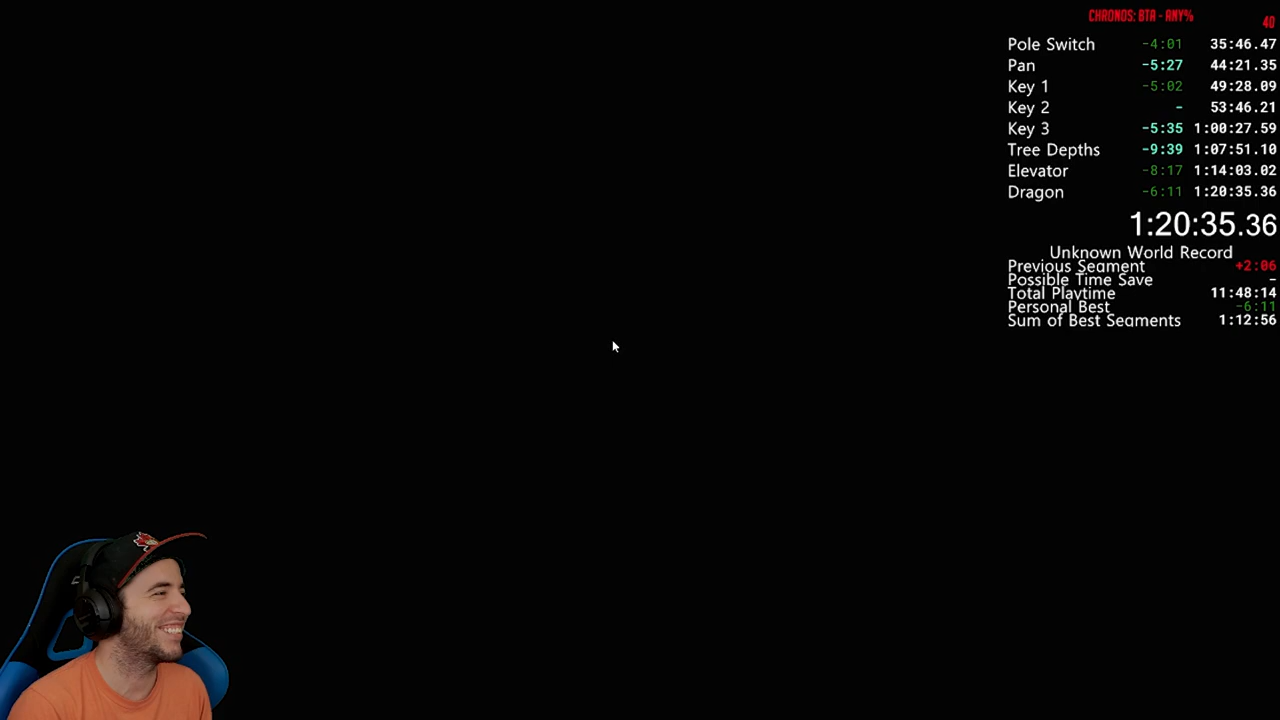 CHRONOS: BTA - ANY%
40
Pole Switch -4:01 35:46.47
Pan -5:27 44:21.35
Key 1 -5:02 49:28.09
Key 2 - 53:46.21
Key 3 -5:35 1:00:27.59
Tree Depths -9:39 1:07:51.10
Elevator -8:17 1:14:03.02
Dragon -6:11 1:20:35.36
1:20:35.36
Unknown World Record
Previous Segment +2:06
Possible Time Save -
Total Playtime 11:48:14
Personal Best -6:11
Sum of Best Segments 1:12:56